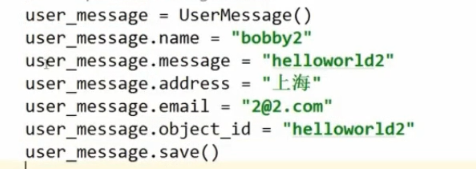 user_message = UserMessage()
user_message.name = "bobby2"
user_message.message = "helloworld2"
user_message.address = "上海"
user_message.email = "2@2.com"
user_message.object_id = "helloworld2"
user_message.save()